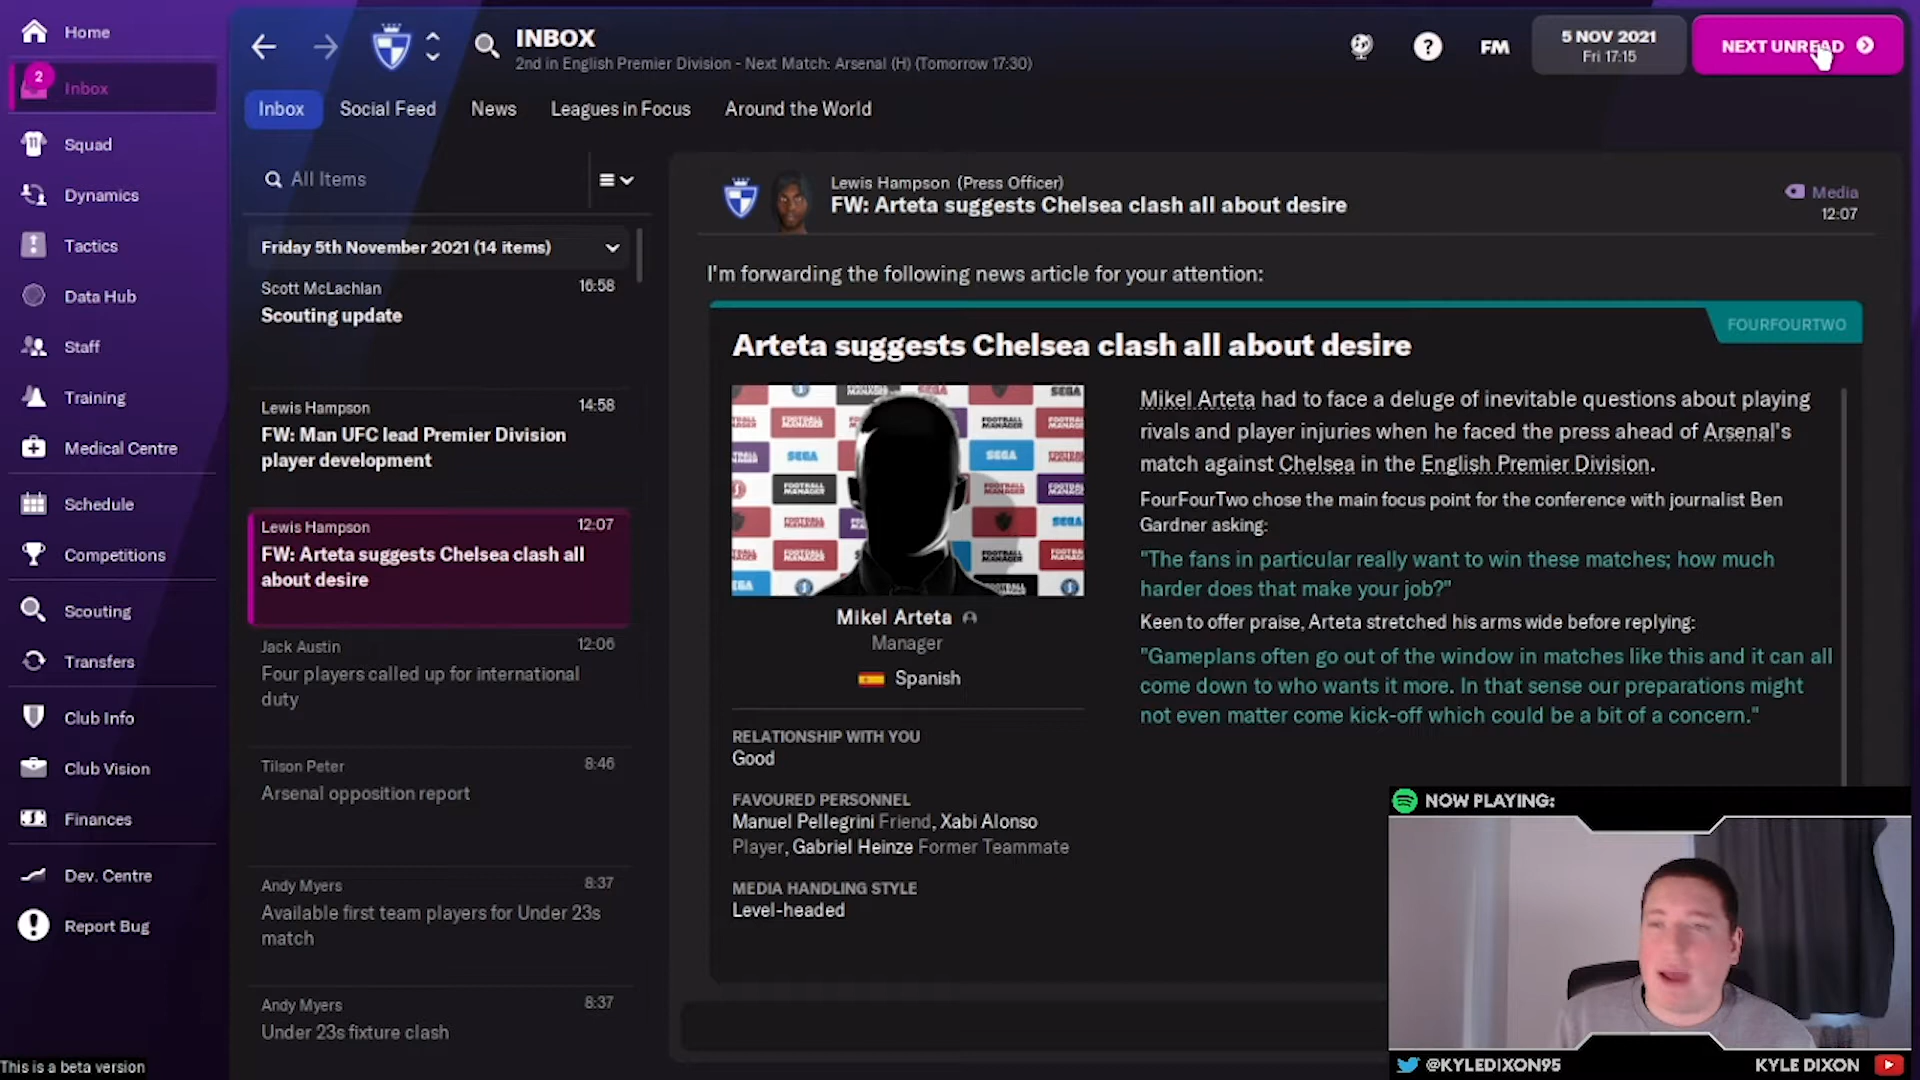 Home
2
Inbox
Squad
Dynamics
Tactics
Data Hub
Staff
Training
Medical Centre
Schedule
Competitions
Scouting
Transfers
Club Info
Club Vision
Finances
Dev. Centre
Report Bug
This is a beta version
INBOX
2nd in English Premier Division - Next Match: Arsenal (H) (Tomorrow 17:30)
FM
5 NOV 2021
Fri 17:15
NEXT UNREAD
Inbox
Social Feed
News
Leagues in Focus
Around the World
All Items
Friday 5th November 2021 (14 items)
Scott McLachlan 16:58
Scouting update
Lewis Hampson 14:58
FW: Man UFC lead Premier Division
player development
Lewis Hampson 12:07
FW: Arteta suggests Chelsea clash all
about desire
Jack Austin 12:06
Four players called up for international
duty
Tilson Peter 8:46
Arsenal opposition report
Andy Myers 8:37
Available first team players for Under 23s
match
Andy Myers 8:37
Under 23s fixture clash
Lewis Hampson (Press Officer)
FW: Arteta suggests Chelsea clash all about desire
Media
12:07
I'm forwarding the following news article for your attention:
FOURFOURTWO
Arteta suggests Chelsea clash all about desire
SEGA
FOOTBALL MANAGER
Mikel Arteta
Manager
Spanish
RELATIONSHIP WITH YOU
Good
FAVOURED PERSONNEL
Manuel Pellegrini Friend, Xabi Alonso
Player, Gabriel Heinze Former Teammate
MEDIA HANDLING STYLE
Level-headed
Mikel Arteta had to face a deluge of inevitable questions about playing
rivals and player injuries when he faced the press ahead of Arsenal's
match against Chelsea in the English Premier Division.
FourFourTwo chose the main focus point for the conference with journalist Ben
Gardner asking:
"The fans in particular really want to win these matches; how much
harder does that make your job?"
Keen to offer praise, Arteta stretched his arms wide before replying:
"Gameplans often go out of the window in matches like this and it can all
come down to who wants it more. In that sense our preparations might
not even matter come kick-off which could be a bit of a concern."
NOW PLAYING:
@KYLEDIXON95
KYLE DIXON